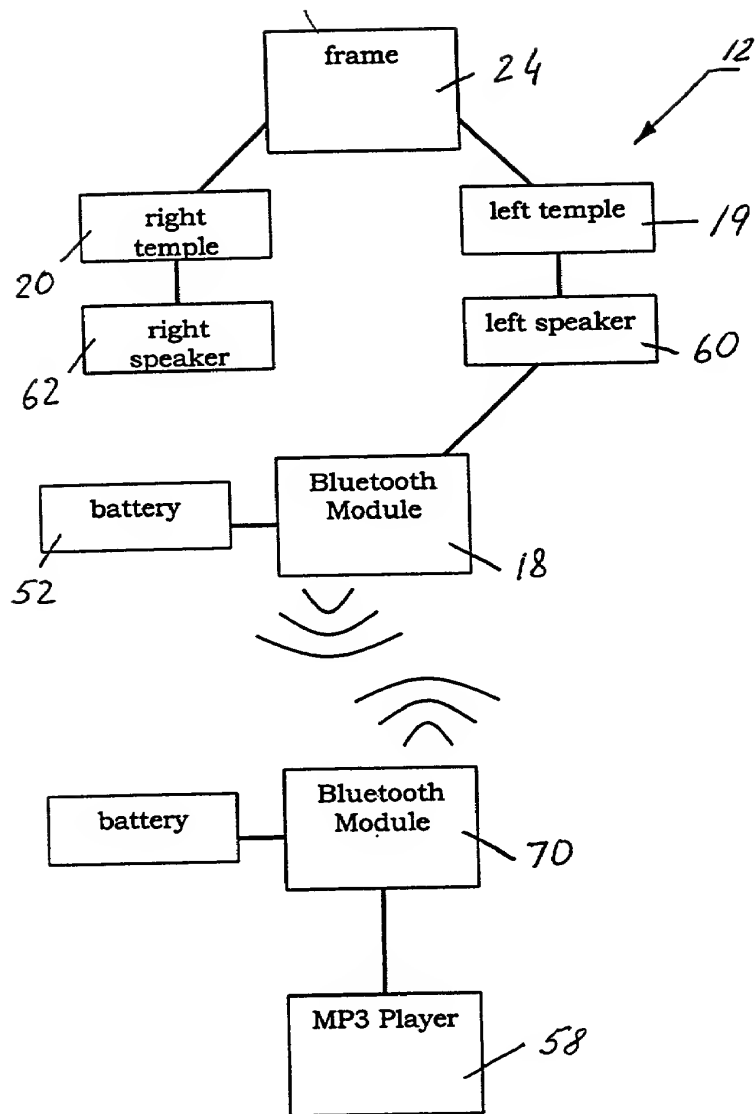 frame
24
12
right
temple
left temple
20
19
right
speaker
left speaker
62
60
battery
Bluetooth
Module
52
18
battery
Bluetooth
Module
70
MP3 Player
58